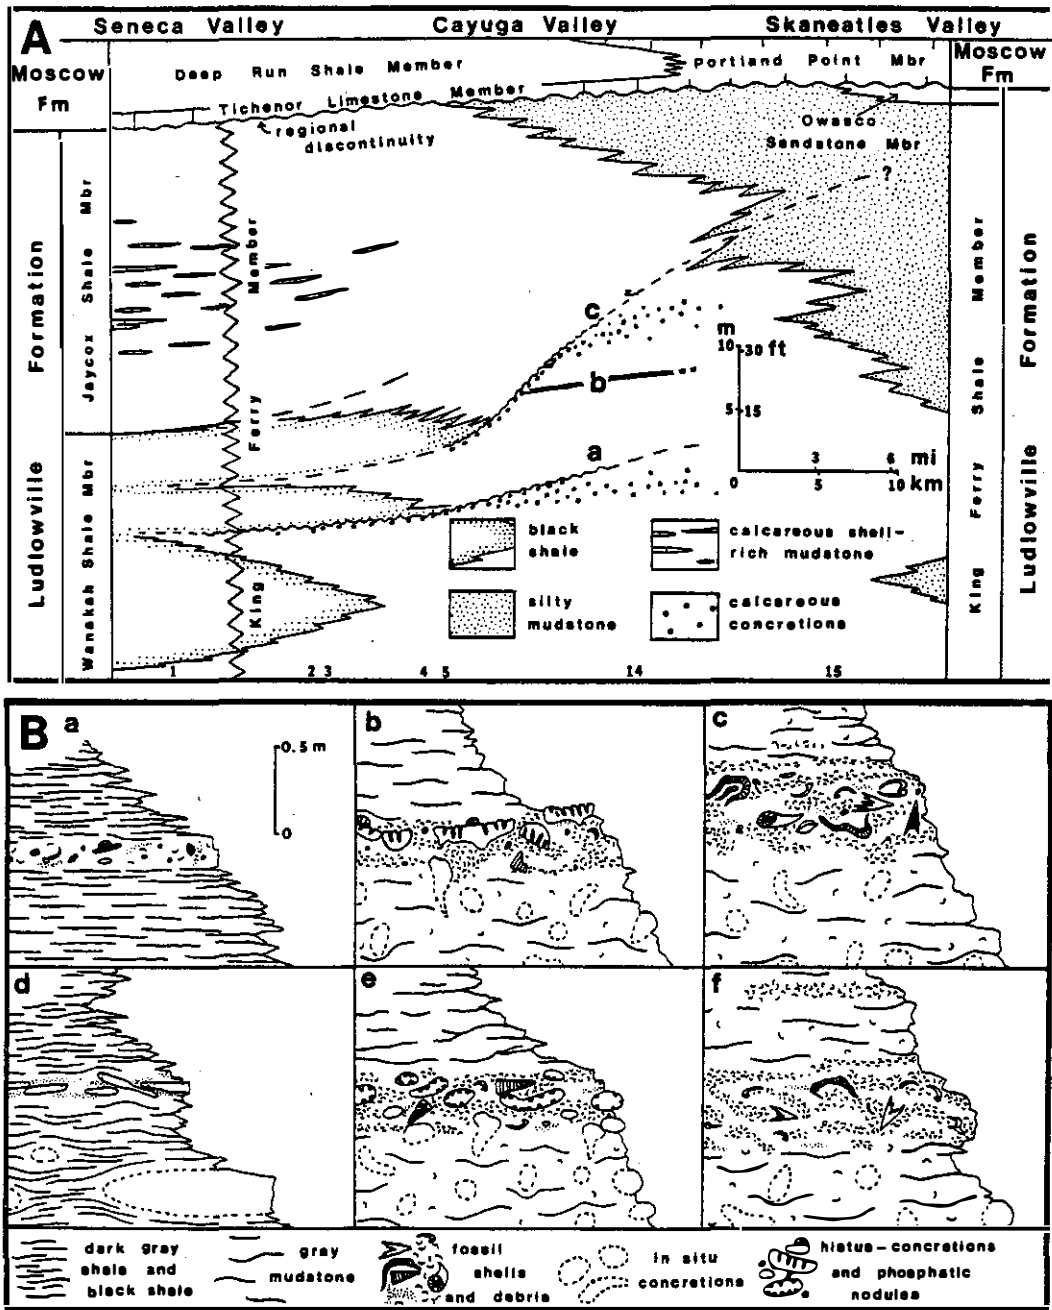 A
Seneca Valley
Cayuga Valley
Skaneatles Valley
Moscow
Fm
Deep Run Shale Member
Portland Point Mbr
Moscow
Fm
Tichenor Limestone Member
regional
discontinuity
Owasco
Sandstone Mbr
?
Ludlowville Formation
Wanakah Shale Mbr
Jaycox Shale Mbr
King Ferry Member
King Ferry Shale Member
Ludlowville Formation
c
b
a
m
10 30 ft
5 15
3 6 mi
0 5 10 km
black
shale
calcareous shell-
rich mudstone
silty
mudstone
calcareous
concretions
1 2 3 4 5 14 15
B
a
0.5 m
0
b
c
d
e
f
dark gray
shale and
black shale
gray
mudstone
fossil
shells
and debris
in situ
concretions
hiatus-concretions
and phosphatic
nodules